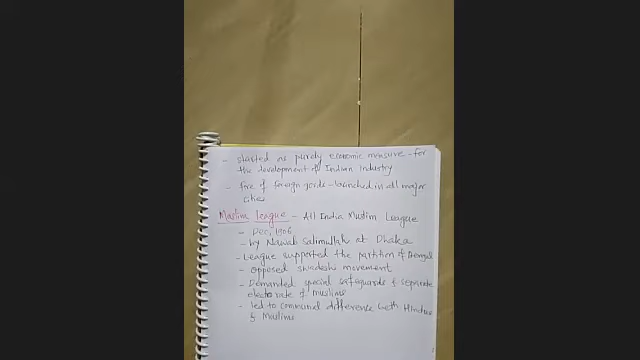 - started as purely economic measure - for
the development of Indian Industry
- fire of foreign goods - launched in all major
cities
Muslim League - All India Muslim League
- Dec, 1906
- by Nawab Salimullah at Dhaka
- League supported the partition of Bengal
- opposed swadeshi movement
- Demanded special safeguards & separate
electorate of muslims
- led to communal difference with Hindus
& Muslims